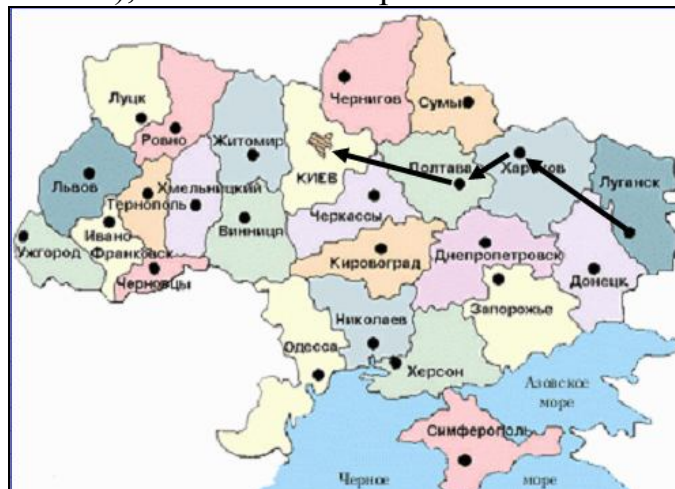 Луцк
Ровно
Житомир
Чернигов
Сумы
КИЕВ
Полтава
Харьков
Луганск
Львов
Тернополь
Хмельницкий
Ивано
Франковск
Ужгород
Черновцы
Винниця
Черкассы
Кировоград
Днепропетровск
Донецк
Запорожье
Николаев
Одесса
Херсон
Азовское
море
Симферополь
Черное
море